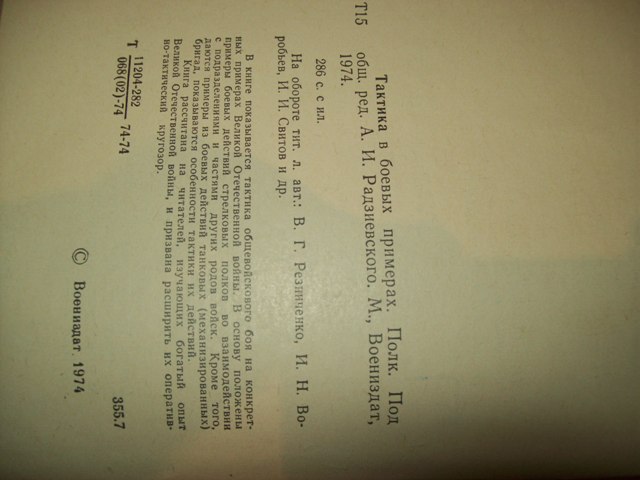 Т15
Тактика в боевых примерах. Полк. Под
общ. ред. А. И. Радзиевского. М., Воениздат,
1974.
286 с. с ил.
На обороте тит. л. авт.: В. Г. Резниченко, И. Н. Во-
робьев, И. И. Свитов и др.
В книге показывается тактика общевойскового боя на конкрет-
ных примерах Великой Отечественной войны. В основу положены
примеры боевых действий стрелковых полков во взаимодействии
с подразделениями и частями других родов войск. Кроме того,
даются примеры из боевых действий танковых (механизированных)
бригад, показываются особенности тактики их действий.
Книга рассчитана на читателей, изучающих богатый опыт
Великой Отечественной войны, и призвана расширить их оператив-
но-тактический кругозор.
Т 11204-282
068(02)-74 74-74
355.7
© Воениздат 1974